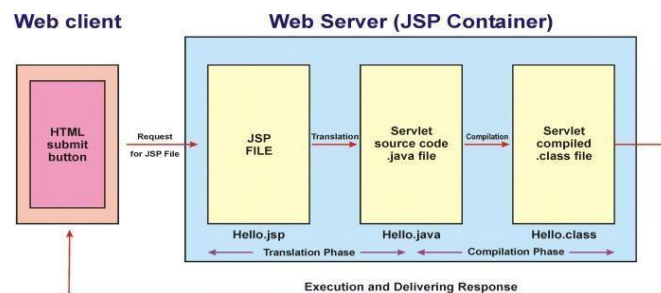 Web client
Web Server (JSP Container)
HTML
submit
button
Request
for JSP File
JSP
FILE
Translation
Servlet
source code
.java file
Compilation
Servlet
compiled
.class file
Hello.jsp
Hello.java
Hello.class
Translation Phase
Compilation Phase
Execution and Delivering Response